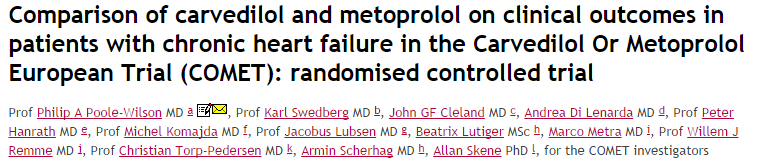 Comparison of carvedilol and metoprolol on clinical outcomes in
patients with chronic heart failure in the Carvedilol Or Metoprolol
European Trial (COMET): randomised controlled trial
Prof Philip A Poole-Wilson MD a, Prof Karl Swedberg MD b, John GF Cleland MD c, Andrea Di Lenarda MD d, Prof Peter
Hanrath MD e, Prof Michel Komajda MD f, Prof Jacobus Lubsen MD g, Beatrix Lutiger MSc h, Marco Metra MD i, Prof Willem J
Remme MD j, Prof Christian Torp-Pedersen MD k, Armin Scherhag MD h, Allan Skene PhD l, for the COMET investigators